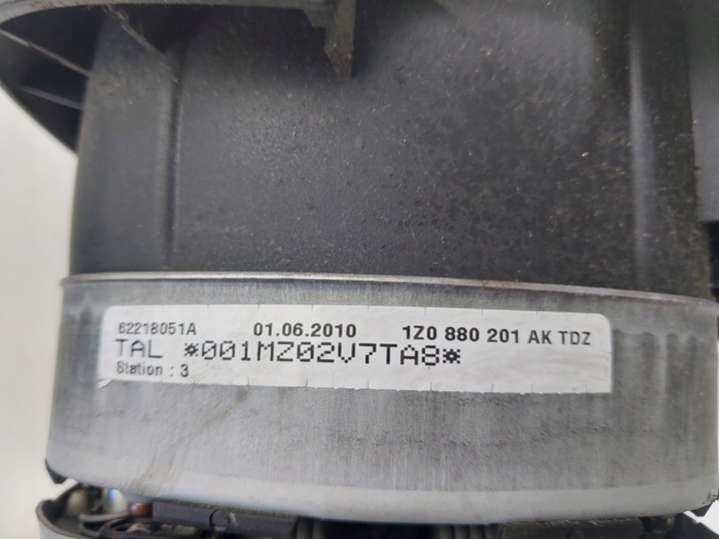 62218051A 01.06.2010 1Z0 880 201 AK TDZ
TAL *001MZ02V7TA8*
Station : 3